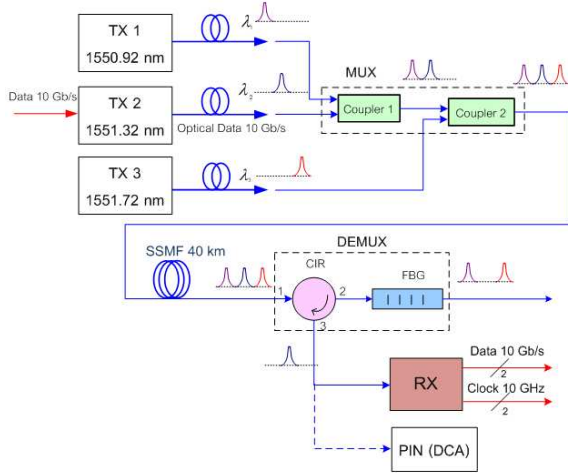 TX 1
1550.92 nm
λ₁
MUX
Data 10 Gb/s
TX 2
1551.32 nm
λ₂
Optical Data 10 Gb/s
Coupler 1
Coupler 2
TX 3
1551.72 nm
λ₃
SSMF 40 km
DEMUX
CIR
FBG
1
2
3
RX
Data 10 Gb/s
2
Clock 10 GHz
2
PIN (DCA)